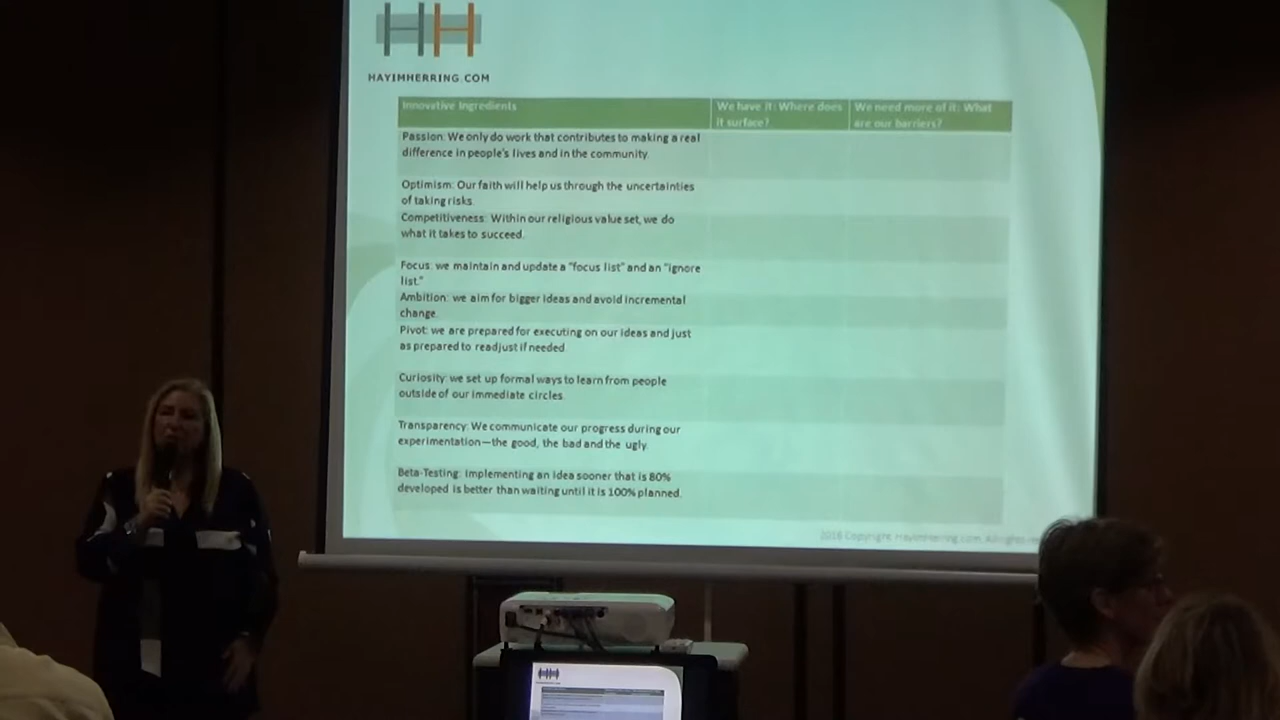 HH
HAYIMHERRING.COM
Innovative Ingredients
We have it: Where does
it surface?
We need more of it: What
are our barriers?
Passion: We only do work that contributes to making a real
difference in people's lives and in the community.
Optimism: Our faith will help us through the uncertainties
of taking risks.
Competitiveness: Within our religious value set, we do
what it takes to succeed.
Focus: we maintain and update a "focus list" and an "ignore
list."
Ambition: we aim for bigger ideas and avoid incremental
change.
Pivot: we are prepared for executing on our ideas and just
as prepared to readjust if needed.
Curiosity: we set up formal ways to learn from people
outside of our immediate circles.
Transparency: We communicate our progress during our
experimentation—the good, the bad and the ugly.
Beta-Testing: Implementing an idea sooner that is 80%
developed is better than waiting until it is 100% planned.
2016 Copyright HayimHerring.com. All rights